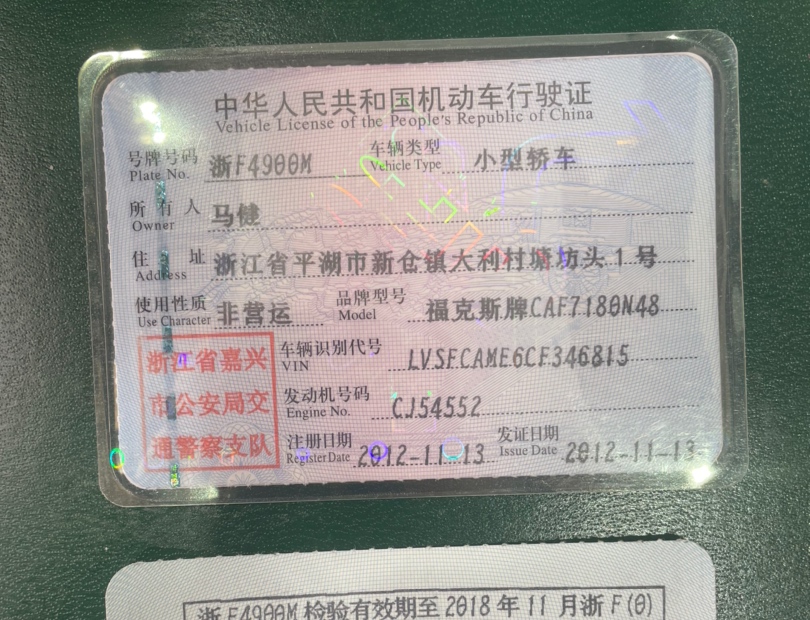 中华人民共和国机动车行驶证
Vehicle License of the People's Republic of China
号牌号码 浙F4900M 车辆类型 小型轿车
Plate No. Vehicle Type
所有人 马健
Owner
住址 浙江省平湖市新仓镇大利村塘坊头1号
Address
使用性质 非营运 品牌型号 福克斯牌CAF7180N48
Use Character Model
浙江省嘉兴
市公安局交
通警察支队
车辆识别代号 LVSFCAME6CF346815
VIN
发动机号码 CJ54552
Engine No.
注册日期 2012-11-13 发证日期 2012-11-13
Register Date Issue Date
浙F4900M 检验有效期至 2018年11月浙F(0)